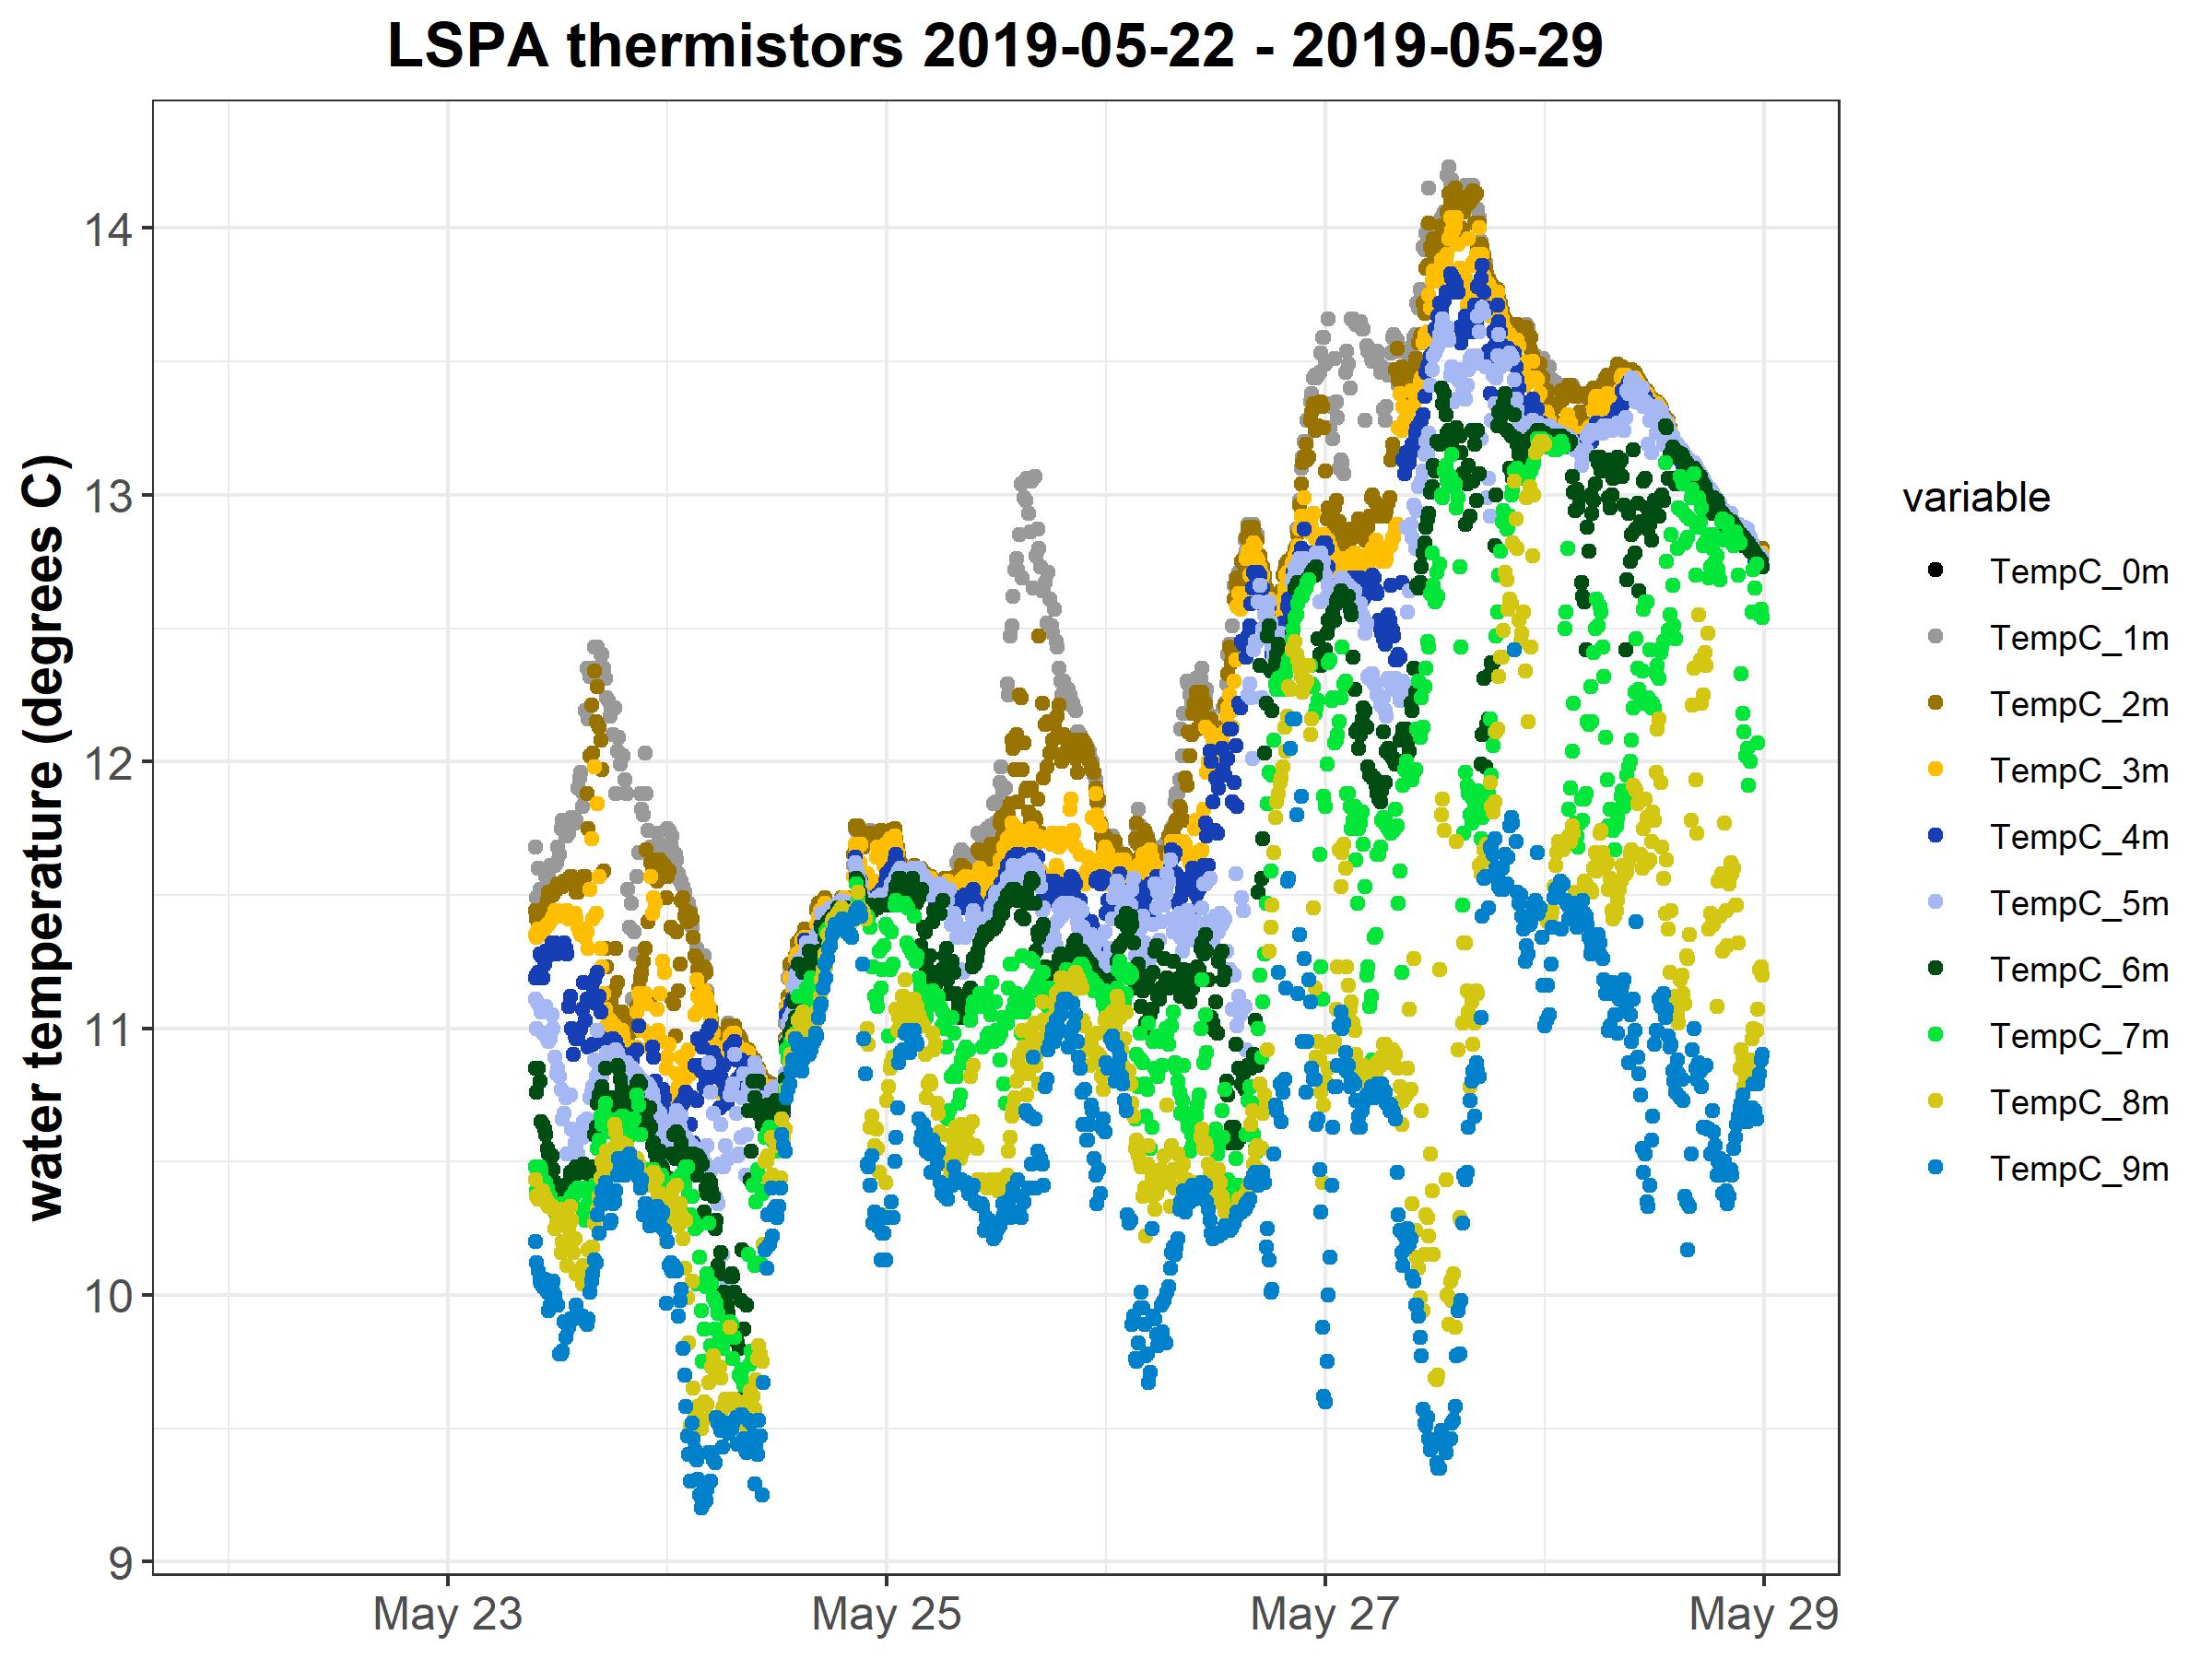 LSPA thermistors 2019-05-22 - 2019-05-29
water temperature (degrees C)
14
13
12
11
10
9
May 23
May 25
May 27
May 29
variable
TempC_0m
TempC_1m
TempC_2m
TempC_3m
TempC_4m
TempC_5m
TempC_6m
TempC_7m
TempC_8m
TempC_9m